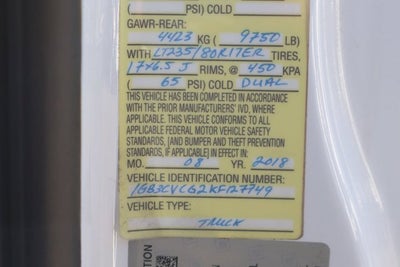 PSI) COLD
GAWR-REAR:
4423 KG ( 9750 LB)
WITH LT235/80R17ER TIRES,
17x6.5 J RIMS, @ 450 KPA
( 65 PSI) COLD DUAL
THIS VEHICLE HAS BEEN COMPLETED IN ACCORDANCE
WITH THE PRIOR MANUFACTURERS' IVD, WHERE
APPLICABLE. THIS VEHICLE CONFORMS TO ALL
APPLICABLE FEDERAL MOTOR VEHICLE SAFETY
STANDARDS, [AND BUMPER AND THEFT PREVENTION
STANDARDS, IF APPLICABLE] IN EFFECT IN:
MO. 08 YR. 2018
VEHICLE IDENTIFICATION NUMBER:
1GB3CVCG2KF127749
VEHICLE TYPE:
TRUCK